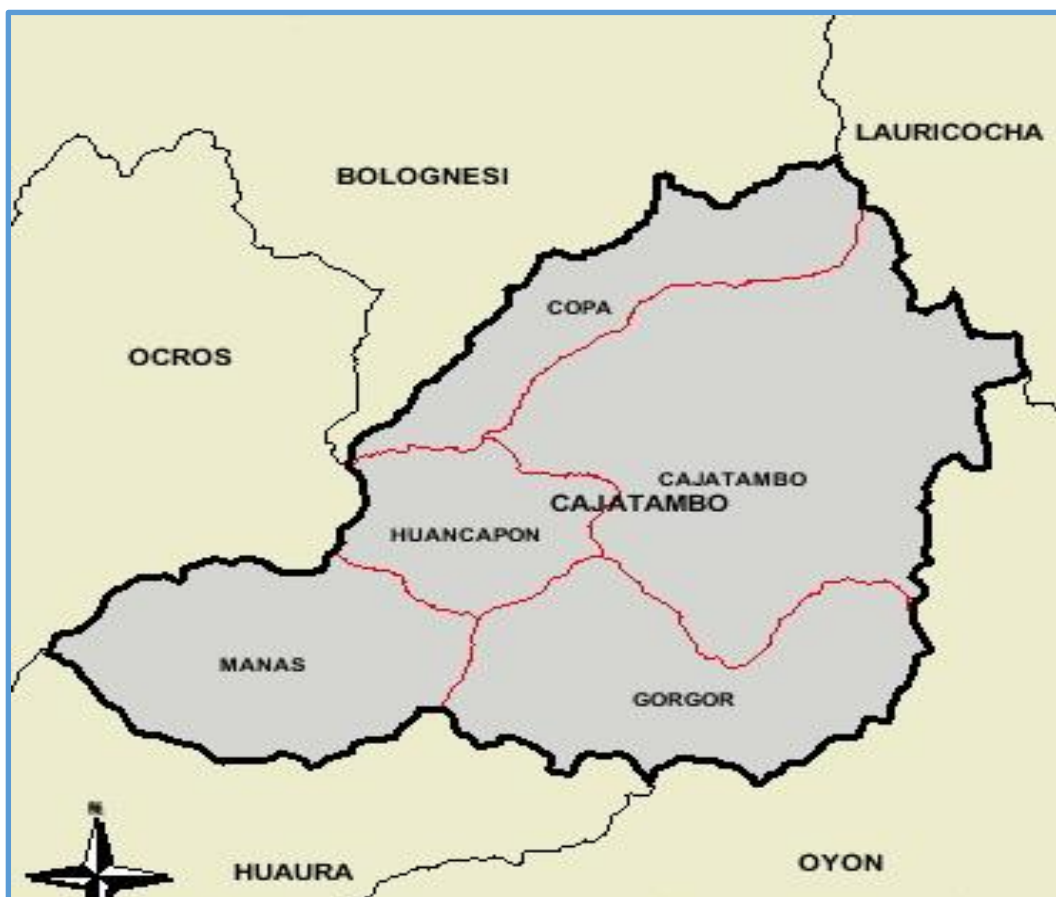 LAURICOCHA
BOLOGNESI
COPA
OCROS
CAJATAMBO
CAJATAMBO
HUANCAPON
MANAS
GORGOR
N
HUAURA
OYON